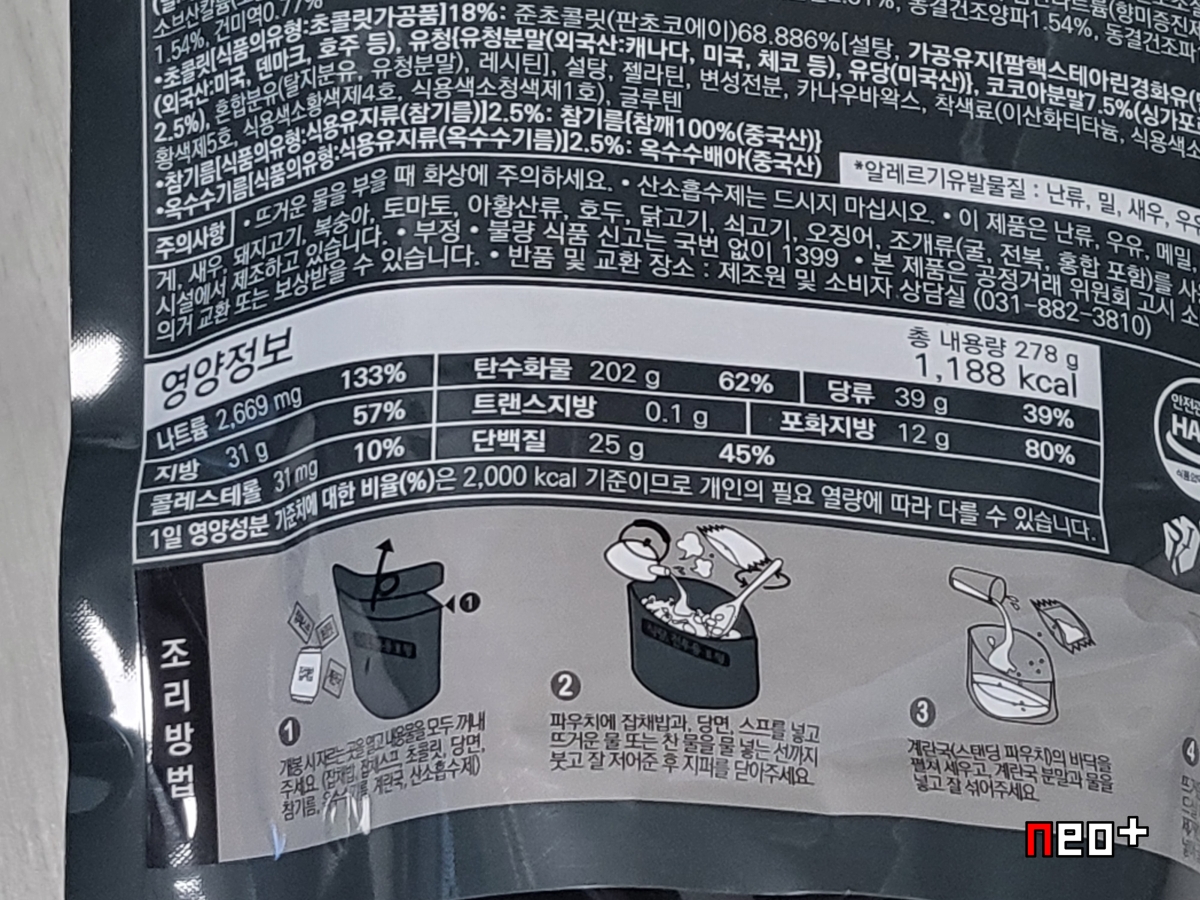 소브산칼륨
1.54%, 건미역0.77%
동결건조양파1.54%, 동결건조파
•초콜릿[식품의유형:초콜릿가공품]18%: 준초콜릿(판초코에이)68.886%[설탕, 가공유지{팜핵스테아린경화유
(외국산:미국, 덴마크, 호주 등), 유청{유청분말(외국산:캐나다, 미국, 체코 등), 유당(미국산)}, 코코아분말7.5%(싱가포
2.5%), 혼합분유(탈지분유, 유청분말), 레시틴], 설탕, 젤라틴, 변성전분, 카나우바왁스, 착색료(이산화티타늄, 식용색소
황색제5호, 식용색소황색제4호, 식용색소청색제1호), 글루텐
•참기름[식품의유형:식용유지류(참기름)]2.5%: 참기름{참깨100%(중국산)}
•옥수수기름[식품의유형:식용유지류(옥수수기름)]2.5%: 옥수수배아(중국산)
*알레르기유발물질 : 난류, 밀, 새우, 우
주의사항 • 뜨거운 물을 부을 때 화상에 주의하세요. • 산소흡수제는 드시지 마십시오. • 이 제품은 난류, 우유, 메밀,
게, 새우, 돼지고기, 복숭아, 토마토, 아황산류, 호두, 닭고기, 쇠고기, 오징어, 조개류(굴, 전복, 홍합 포함)를 사
시설에서 제조하고 있습니다. • 부정 • 불량 식품 신고는 국번 없이 1399 • 본 제품은 공정거래 위원회 고시 소
의거 교환 또는 보상받을 수 있습니다. • 반품 및 교환 장소 : 제조원 및 소비자 상담실 (031-882-3810)
영양정보
총 내용량 278 g
1,188 kcal
나트륨 2,669 mg 133% 탄수화물 202 g 62% 당류 39 g 39%
지방 31 g 57% 트랜스지방 0.1 g 포화지방 12 g 80%
콜레스테롤 31 mg 10% 단백질 25 g 45%
1일 영양성분 기준치에 대한 비율(%)은 2,000 kcal 기준이므로 개인의 필요 열량에 따라 다를 수 있습니다.
안전
HA
조리방법
1
1
개봉 시 자르는 곳을 열고 내용물을 모두 꺼내
주세요. (잡채밥, 잡채스프, 초콜릿, 당면,
참기름, 옥수수기름, 계란국, 산소흡수제)
2
파우치에 잡채밥과, 당면, 스프를 넣고
뜨거운 물 또는 찬 물을 물 넣는 선까지
붓고 잘 저어준 후 지퍼를 닫아주세요.
3
계란국(스탠딩 파우치)의 바닥을
펼쳐 세우고, 계란국 분말과 물을
넣고 잘 섞어주세요.
4
neo+